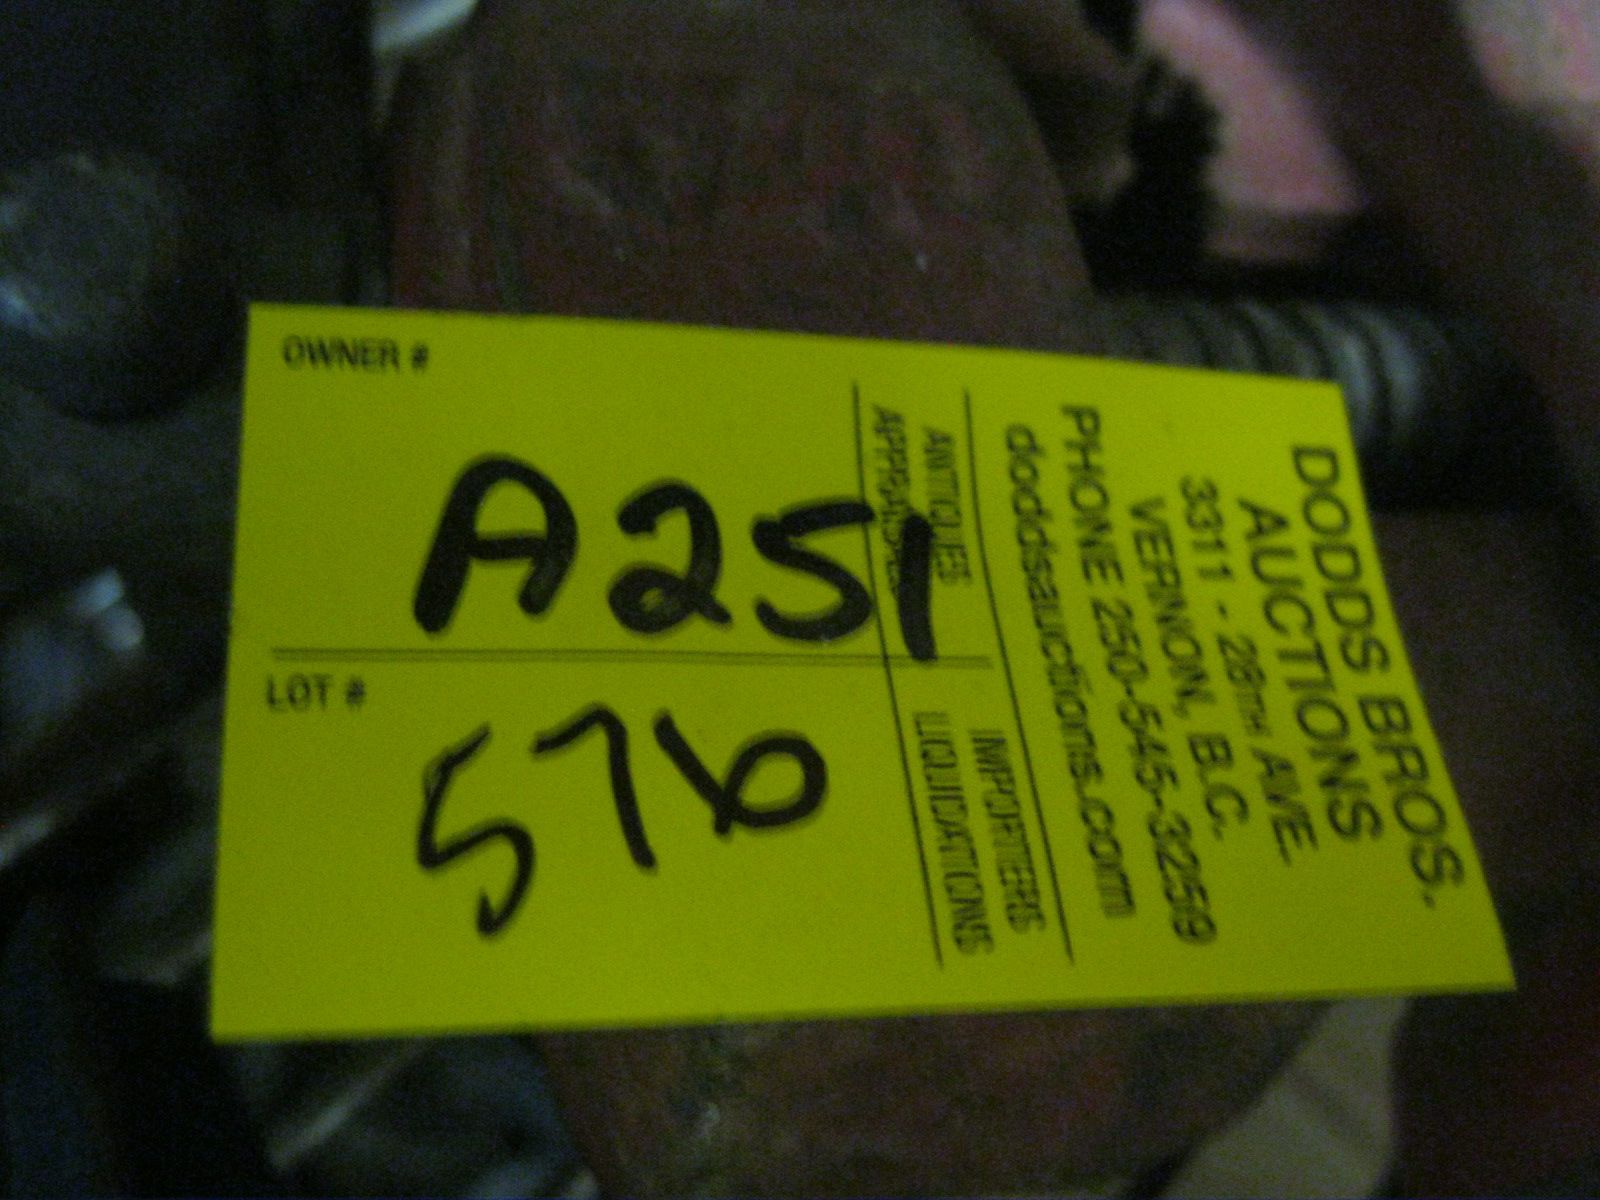 DODDS BROS.
AUCTIONS
3311 - 28TH AVE.
VERNON, B.C.
PHONE 250-545-3259
doddsauctions.com
ANTIQUES IMPORTERS
APPRAISALS LIQUIDATIONS
OWNER #
A251
LOT #
576